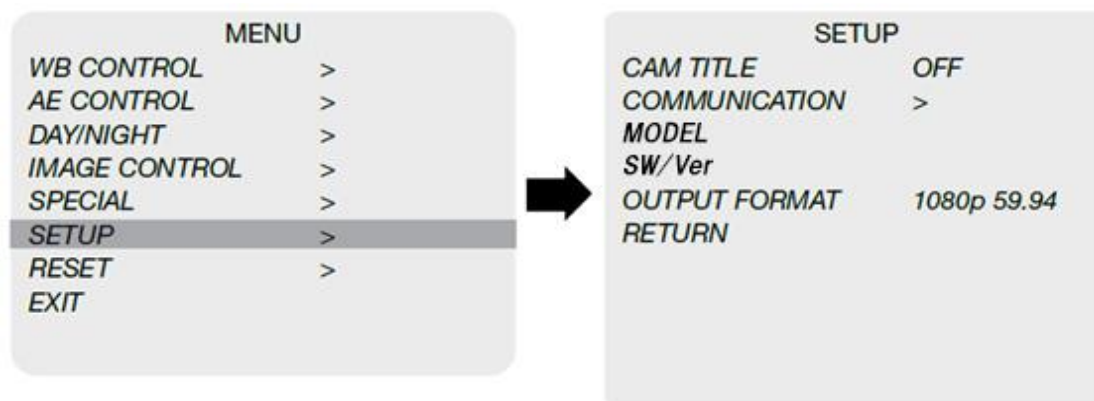 MENU
WB CONTROL >
AE CONTROL >
DAY/NIGHT >
IMAGE CONTROL >
SPECIAL >
SETUP >
RESET >
EXIT
SETUP
CAM TITLE OFF
COMMUNICATION >
MODEL
SW/Ver
OUTPUT FORMAT 1080p 59.94
RETURN